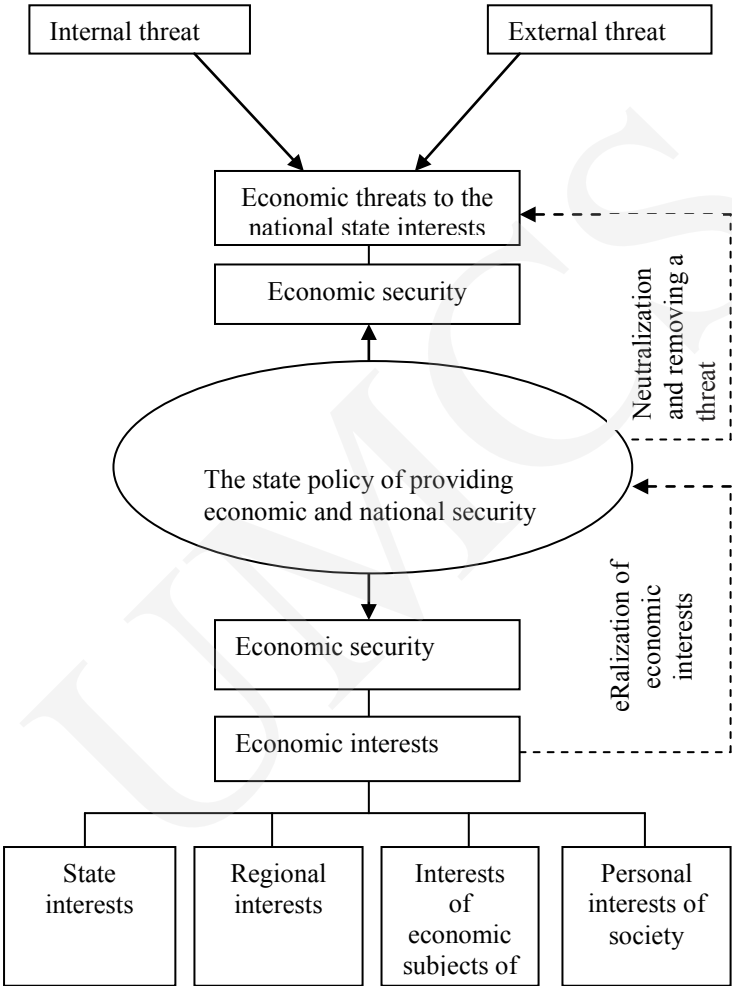 Internal threat
External threat
Economic threats to the
national state interests
Economic security
Neutralization
and removing a
threat
The state policy of providing
economic and national security
Economic security
eRalization of
economic
interests
Economic interests
State
interests
Regional
interests
Interests
of
economic
subjects of
Personal
interests of
society
UMCS